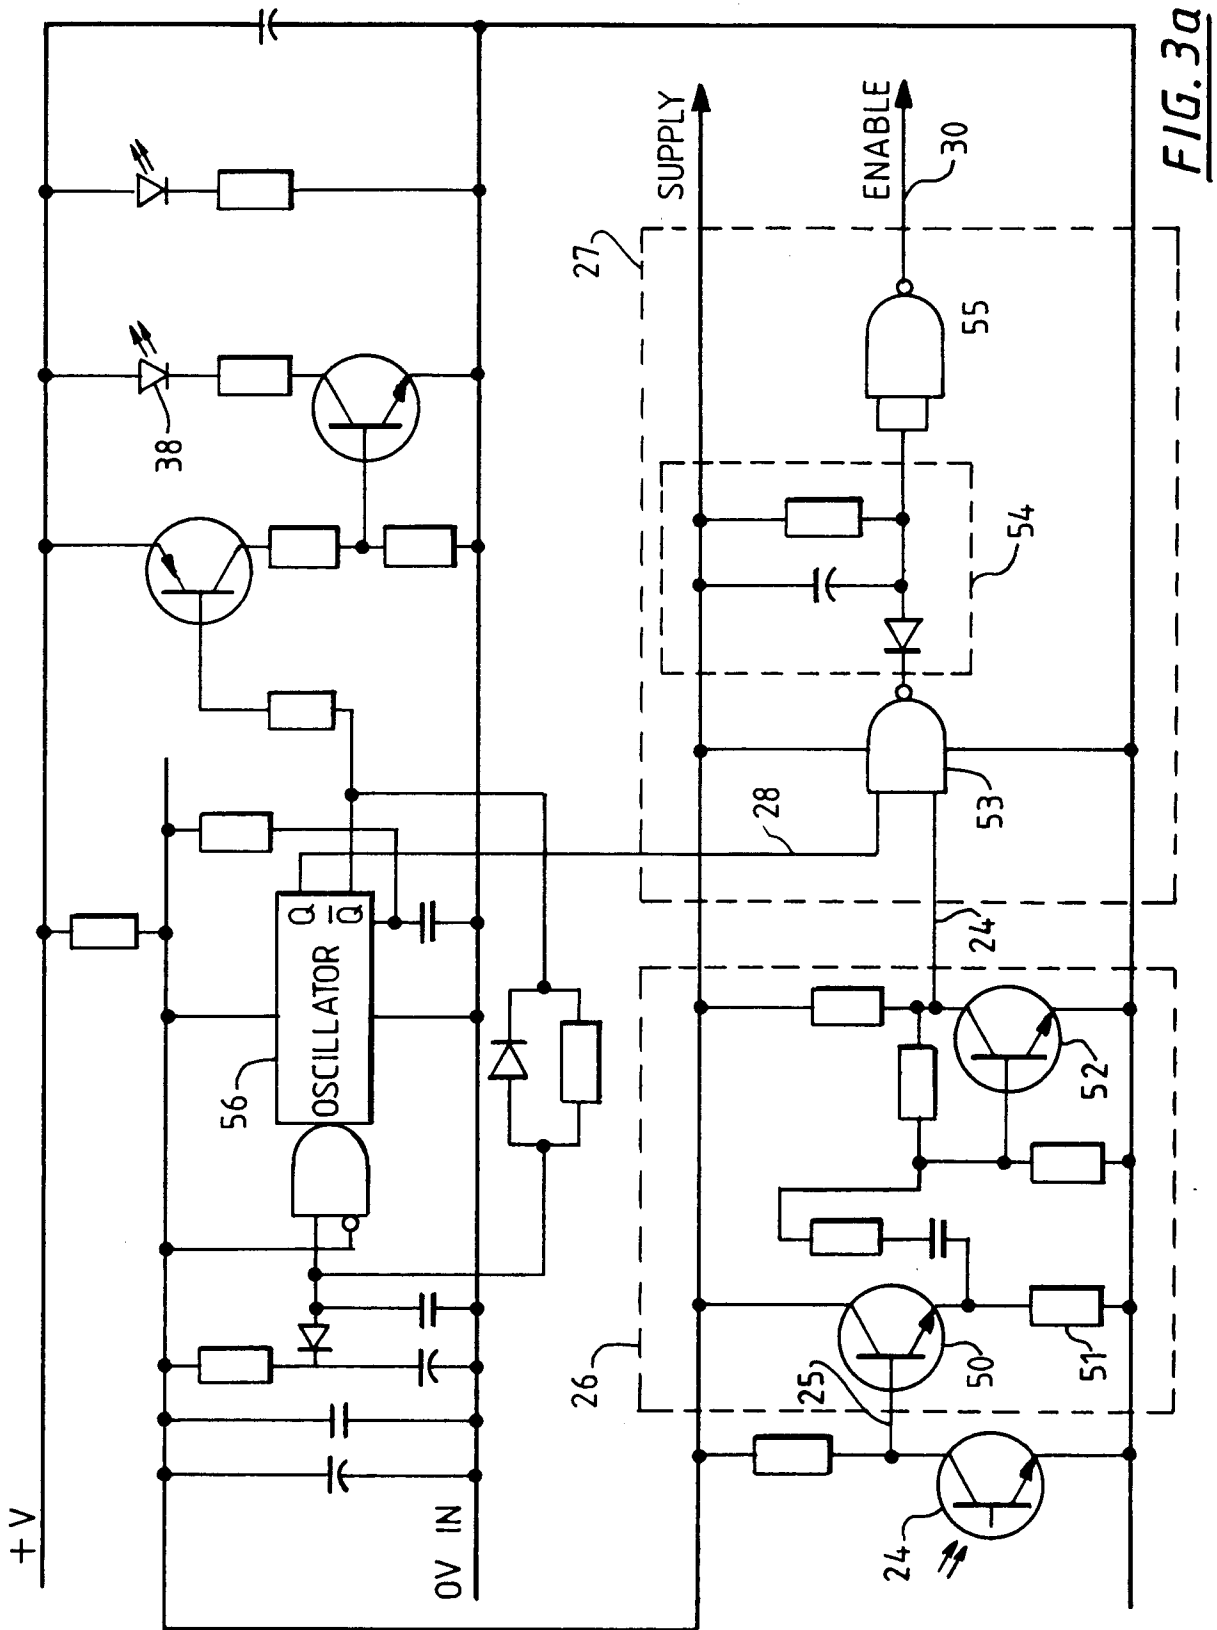 +V
0V IN
56
OSCILLATOR
Q
Q̅
38
28
SUPPLY
ENABLE
30
27
55
54
53
24
26
25
24
50
51
52
FIG. 3a